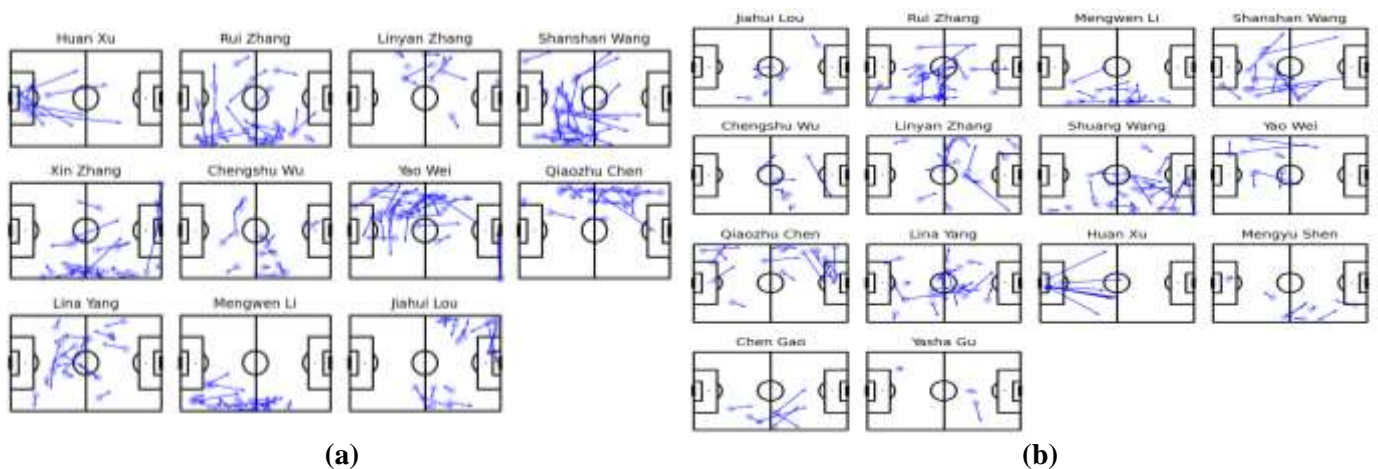 Huan Xu Rui Zhang Linyan Zhang Shanshan Wang
Xin Zhang Chengshu Wu Yao Wei Qiaozhu Chen
Lina Yang Mengwen Li Jiahui Lou
(a)
Jiahui Lou Rui Zhang Mengwen Li Shanshan Wang
Chengshu Wu Linyan Zhang Shuang Wang Yao Wei
Qiaozhu Chen Lina Yang Huan Xu Mengyu Shen
Chen Gao Yasha Gu
(b)